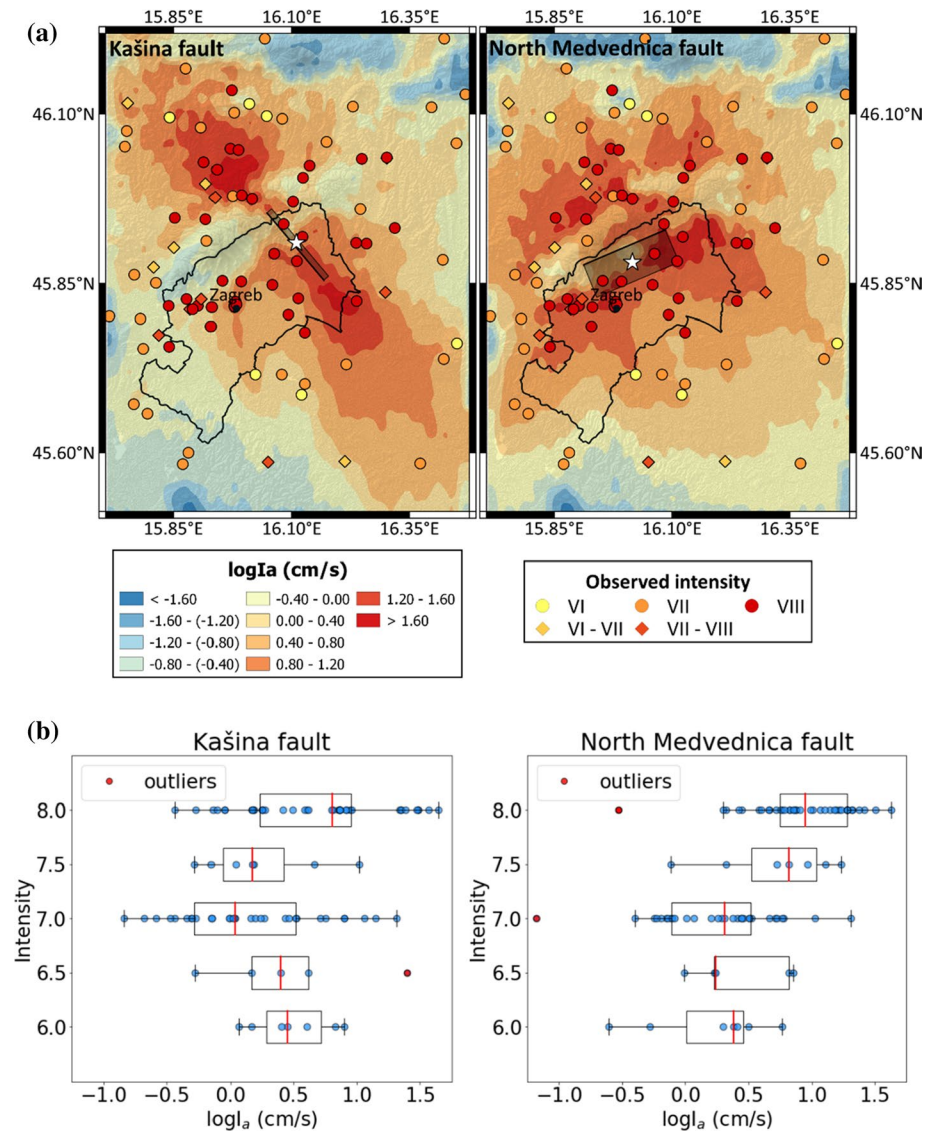 (a)
15.85°E 16.10°E 16.35°E 15.85°E 16.10°E 16.35°E
Kašina fault North Medvednica fault
46.10°N 46.10°N
45.85°N 45.85°N
Zagreb Zagreb
45.60°N 45.60°N
15.85°E 16.10°E 16.35°E 15.85°E 16.10°E 16.35°E
logIa (cm/s)
< -1.60 -0.40 - 0.00 1.20 - 1.60
-1.60 - (-1.20) 0.00 - 0.40 > 1.60
-1.20 - (-0.80) 0.40 - 0.80
-0.80 - (-0.40) 0.80 - 1.20
Observed intensity
VI VII VIII
VI - VII VII - VIII
(b)
Kašina fault
outliers
8.0
7.5
7.0
6.5
6.0
Intensity
−1.0 −0.5 0.0 0.5 1.0 1.5
logIₐ (cm/s)
North Medvednica fault
outliers
8.0
7.5
7.0
6.5
6.0
Intensity
−1.0 −0.5 0.0 0.5 1.0 1.5
logIₐ (cm/s)